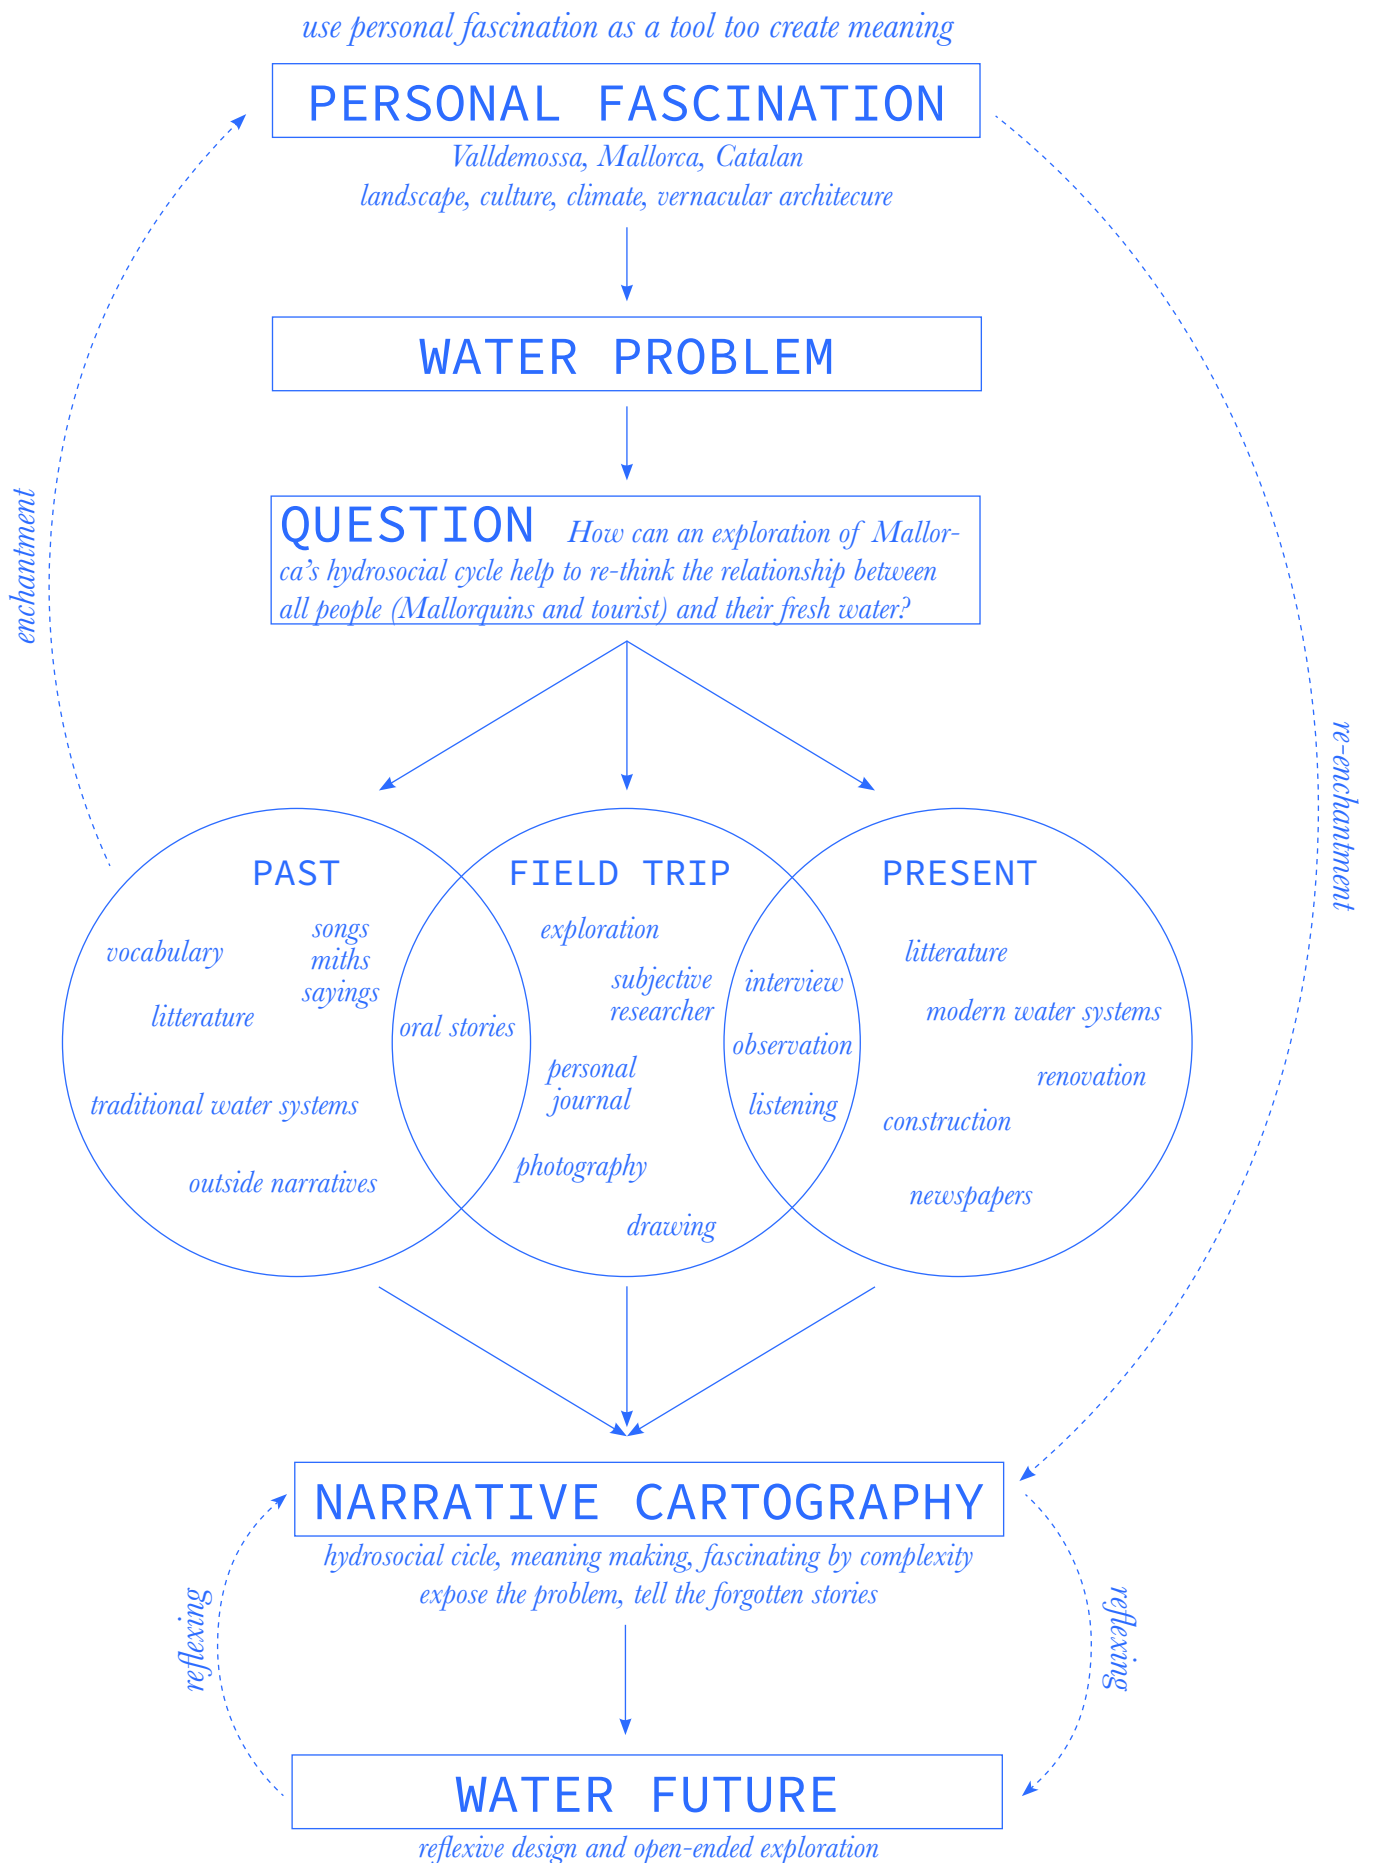 use personal fascination as a tool too create meaning
PERSONAL FASCINATION
Valldemossa, Mallorca, Catalan
landscape, culture, climate, vernacular architecure
WATER PROBLEM
QUESTION How can an exploration of Mallor-
ca's hydrosocial cycle help to re-think the relationship between
all people (Mallorquins and tourist) and their fresh water?
enchantment
re-enchantment
PAST
vocabulary
songs
miths
sayings
litterature
traditional water systems
outside narratives
oral stories
FIELD TRIP
exploration
subjective
researcher
personal
journal
photography
drawing
interview
observation
listening
PRESENT
litterature
modern water systems
renovation
construction
newspapers
NARRATIVE CARTOGRAPHY
hydrosocial cicle, meaning making, fascinating by complexity
expose the problem, tell the forgotten stories
reflexing
reflexing
WATER FUTURE
reflexive design and open-ended exploration